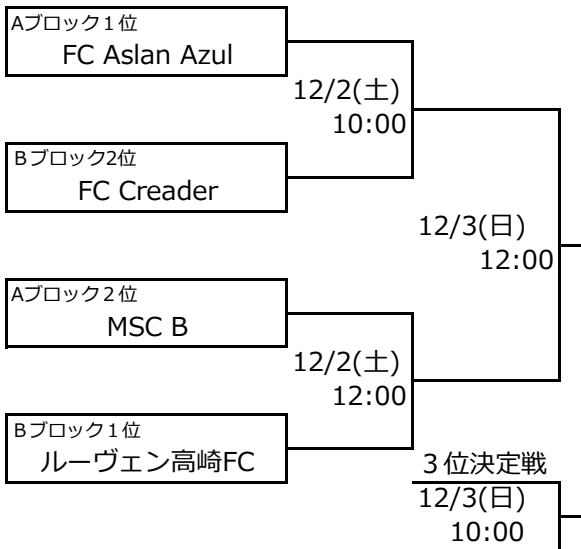 Aブロック１位
FC Aslan Azul
12/2(土)
10:00
Ｂブロック2位
FC Creader
12/3(日)
12:00
Aブロック２位
MSC B
12/2(土)
12:00
Ｂブロック１位
ルーヴェン高崎FC
３位決定戦
12/3(日)
10:00